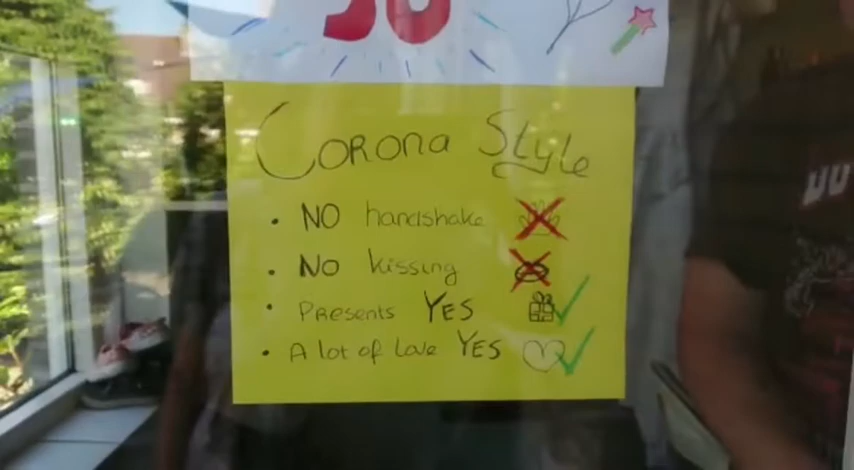 Corona Style
• NO handshake
• NO kissing
• Presents YES
• A lot of Love YES